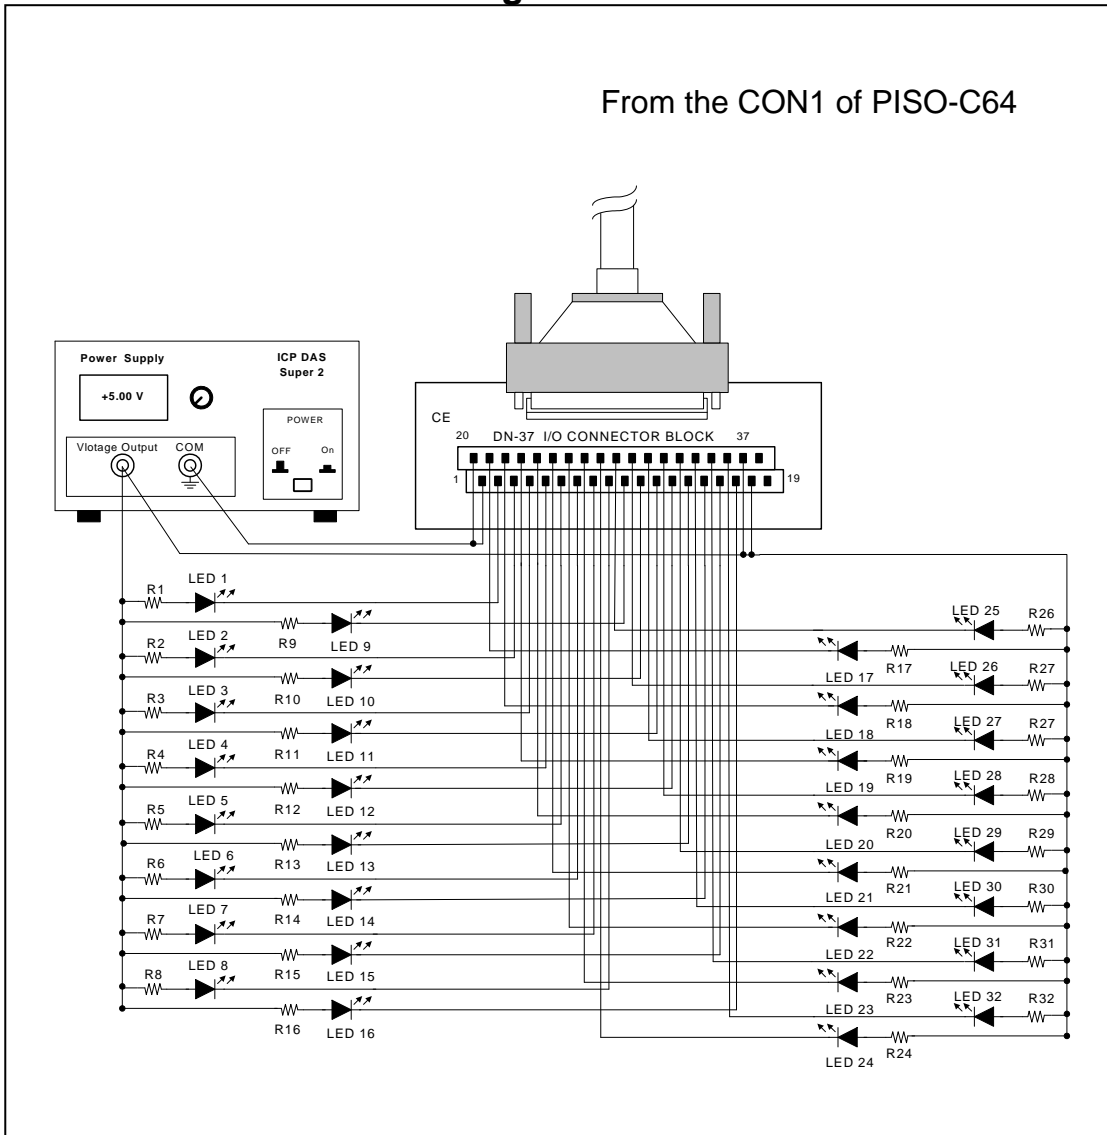 From the CON1 of PISO-C64
Power Supply
ICP DAS
Super 2
+5.00 V
POWER
OFF
On
Vlotage Output
COM
CE
20 DN-37 I/O CONNECTOR BLOCK 37
1
19
R1
LED 1
R9
LED 9
R2
LED 2
R10
LED 10
R3
LED 3
R11
LED 11
R4
LED 4
R12
LED 12
R5
LED 5
R13
LED 13
R6
LED 6
R14
LED 14
R7
LED 7
R15
LED 15
R8
LED 8
R16
LED 16
LED 25
R26
LED 17
R17
LED 26
R27
LED 18
R18
LED 27
R27
LED 19
R19
LED 28
R28
LED 20
R20
LED 29
R29
LED 21
R21
LED 30
R30
LED 22
R22
LED 31
R31
LED 23
R23
LED 32
R32
LED 24
R24